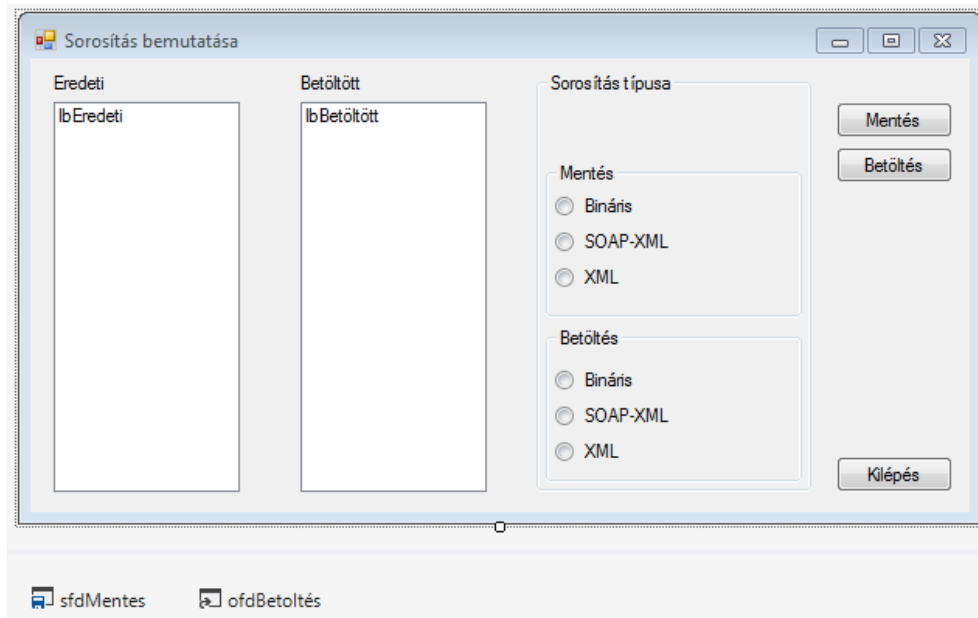 Sorosítás bemutatása
Eredeti
Betöltött
Sorosítás típusa
lbEredeti
lbBetöltött
Mentés
Betöltés
Mentés
Bináris
SOAP-XML
XML
Betöltés
Bináris
SOAP-XML
XML
Kilépés
sfdMentes
ofdBetoltés